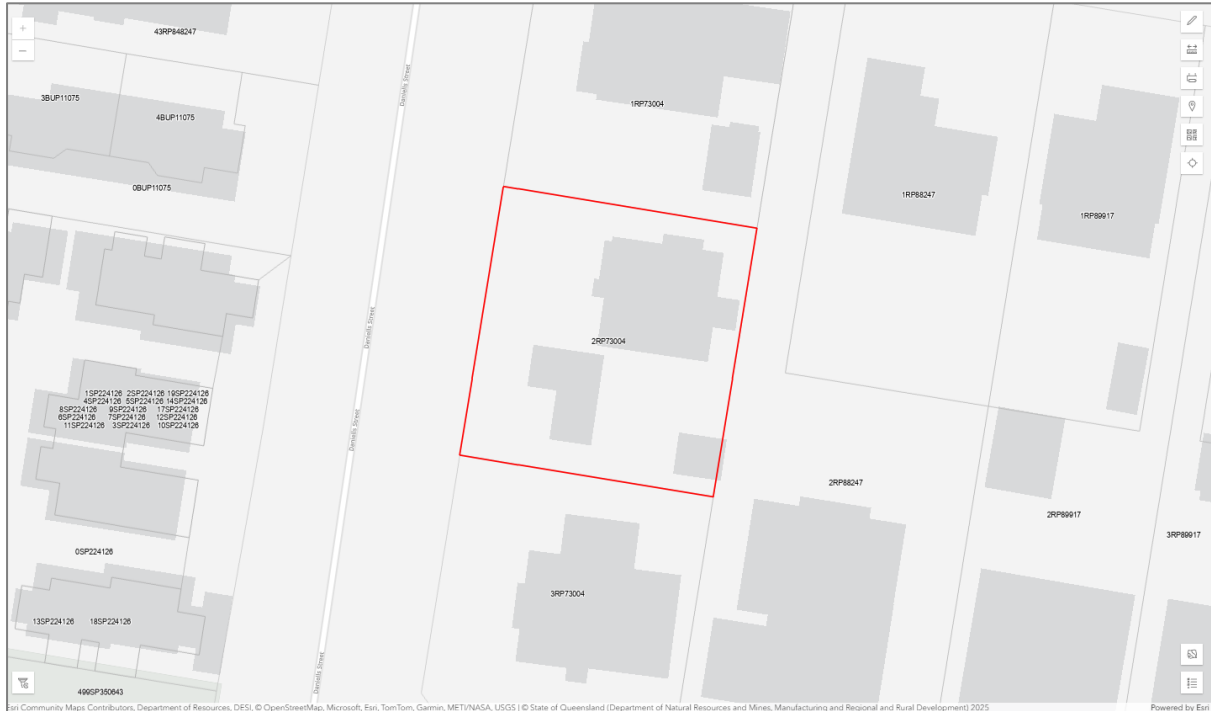 43RP848247
3BUP11075
4BUP11075
0BUP11075
Daniells Street
1RP73004
1RP88247
1RP89917
Daniells Street
2RP73004
1SP224126 2SP224126 19SP224126
4SP224126 5SP224126 14SP224126
8SP224126 9SP224126 17SP224126
6SP224126 7SP224126 12SP224126
11SP224126 3SP224126 10SP224126
Daniells Street
2RP88247
2RP89917
3RP89917
0SP224126
3RP73004
13SP224126 18SP224126
Daniells Street
499SP350643
Esri Community Maps Contributors, Department of Resources, DESI, © OpenStreetMap, Microsoft, Esri, TomTom, Garmin, METI/NASA, USGS | © State of Queensland (Department of Natural Resources and Mines, Manufacturing and Regional and Rural Development) 2025
Powered by Esri